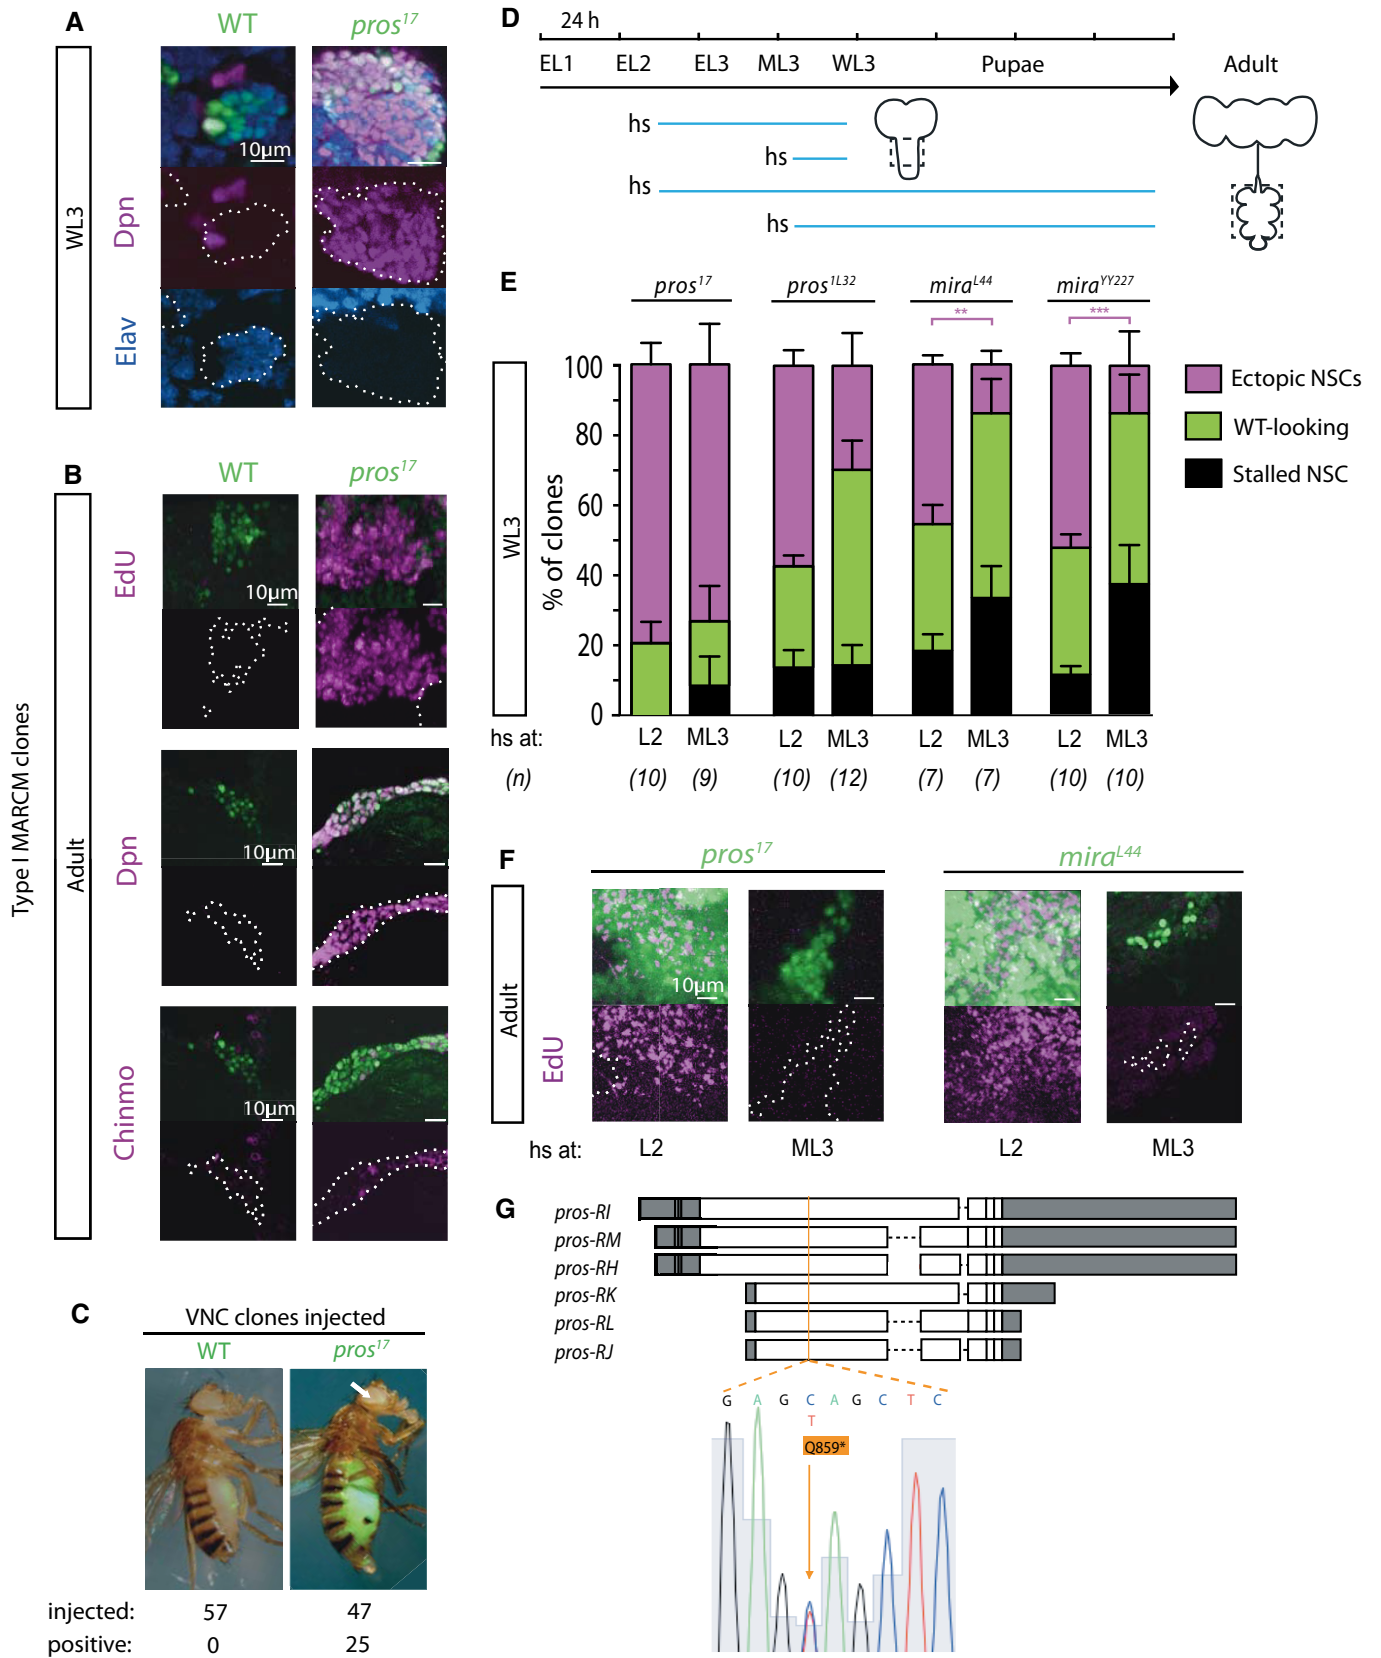 A
WT
pros17
WL3
10µm
Dpn
Elav
B
WT
pros17
Type I MARCM clones
Adult
EdU
10µm
Dpn
10µm
Chinmo
10µm
C
VNC clones injected
WT
pros17
injected: 57 47
positive: 0 25
D
24 h
EL1 EL2 EL3 ML3 WL3 Pupae Adult
hs
hs
hs
hs
E
pros17 pros1L32 miraL44 miraYY227
** ***
WL3
% of clones
100
80
60
40
20
0
Ectopic NSCs
WT-looking
Stalled NSC
hs at: L2 ML3 L2 ML3 L2 ML3 L2 ML3
(n) (10) (9) (10) (12) (7) (7) (10) (10)
F
pros17 miraL44
Adult
EdU
10µm
hs at: L2 ML3 L2 ML3
G
pros-RI
pros-RM
pros-RH
pros-RK
pros-RL
pros-RJ
G A G C A G C T C
T
Q859*